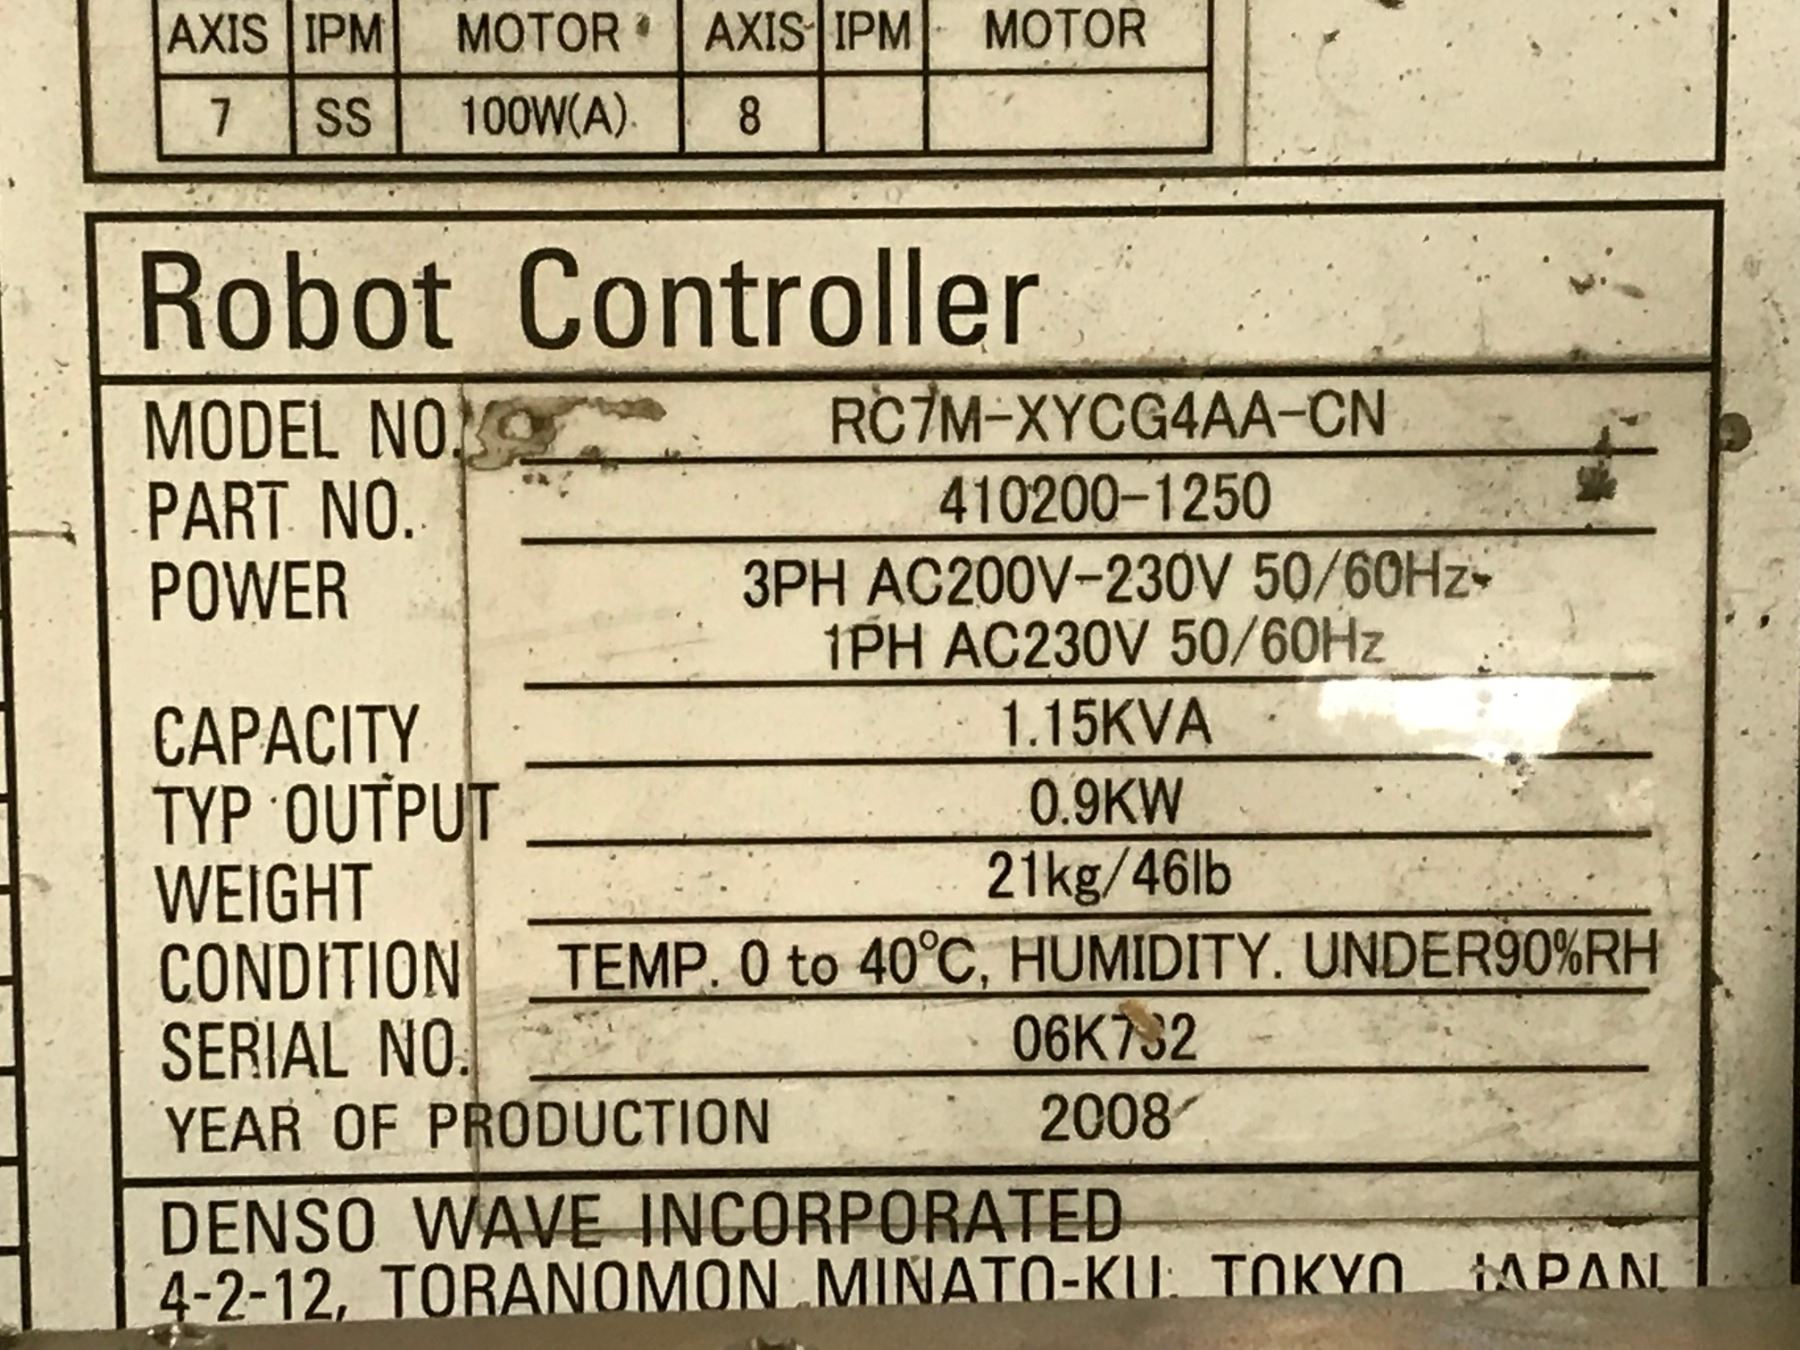 AXIS IPM MOTOR AXIS IPM MOTOR
7 SS 100W(A) 8
Robot Controller
MODEL NO. RC7M-XYCG4AA-CN
PART NO. 410200-1250
POWER 3PH AC200V-230V 50/60Hz
1PH AC230V 50/60Hz
CAPACITY 1.15KVA
TYP OUTPUT 0.9KW
WEIGHT 21kg/46lb
CONDITION TEMP. 0 to 40℃, HUMIDITY. UNDER90%RH
SERIAL NO. 06K732
YEAR OF PRODUCTION 2008
DENSO WAVE INCORPORATED
4-2-12, TORANOMON MINATO-KU, TOKYO JAPAN